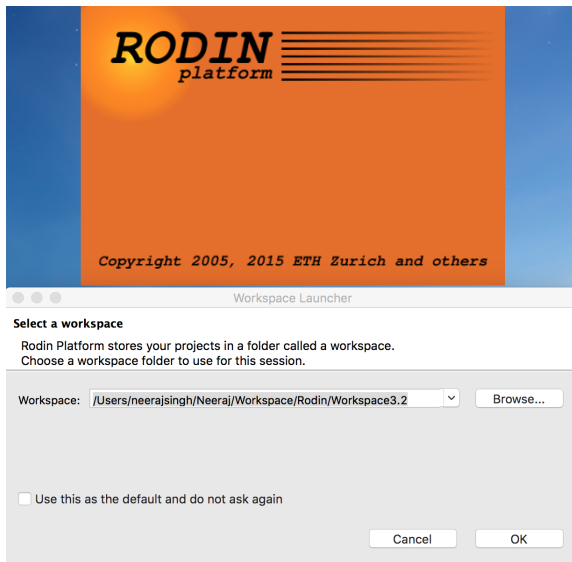 RODIN
platform
Copyright 2005, 2015 ETH Zurich and others
Workspace Launcher
Select a workspace
Rodin Platform stores your projects in a folder called a workspace.
Choose a workspace folder to use for this session.
Workspace: /Users/neerajsingh/Neeraj/Workspace/Rodin/Workspace3.2 Browse...
Use this as the default and do not ask again
Cancel OK